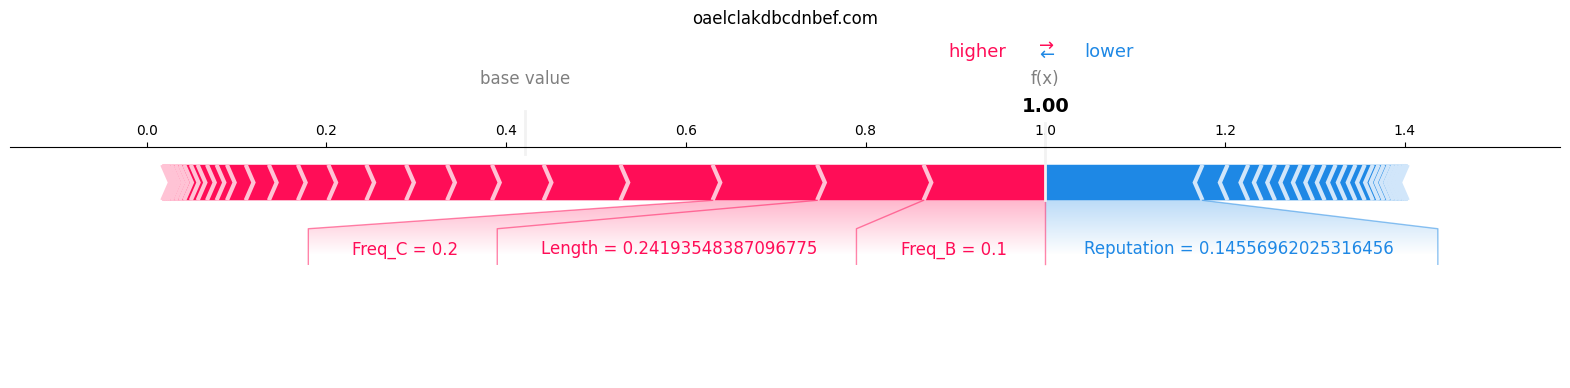 oaelclakdbcdnbef.com
higher ⇄ lower
base value f(x)
1.00
0.0 0.2 0.4 0.6 0.8 1.0 1.2 1.4
Freq_C = 0.2 Length = 0.24193548387096775 Freq_B = 0.1 Reputation = 0.14556962025316456